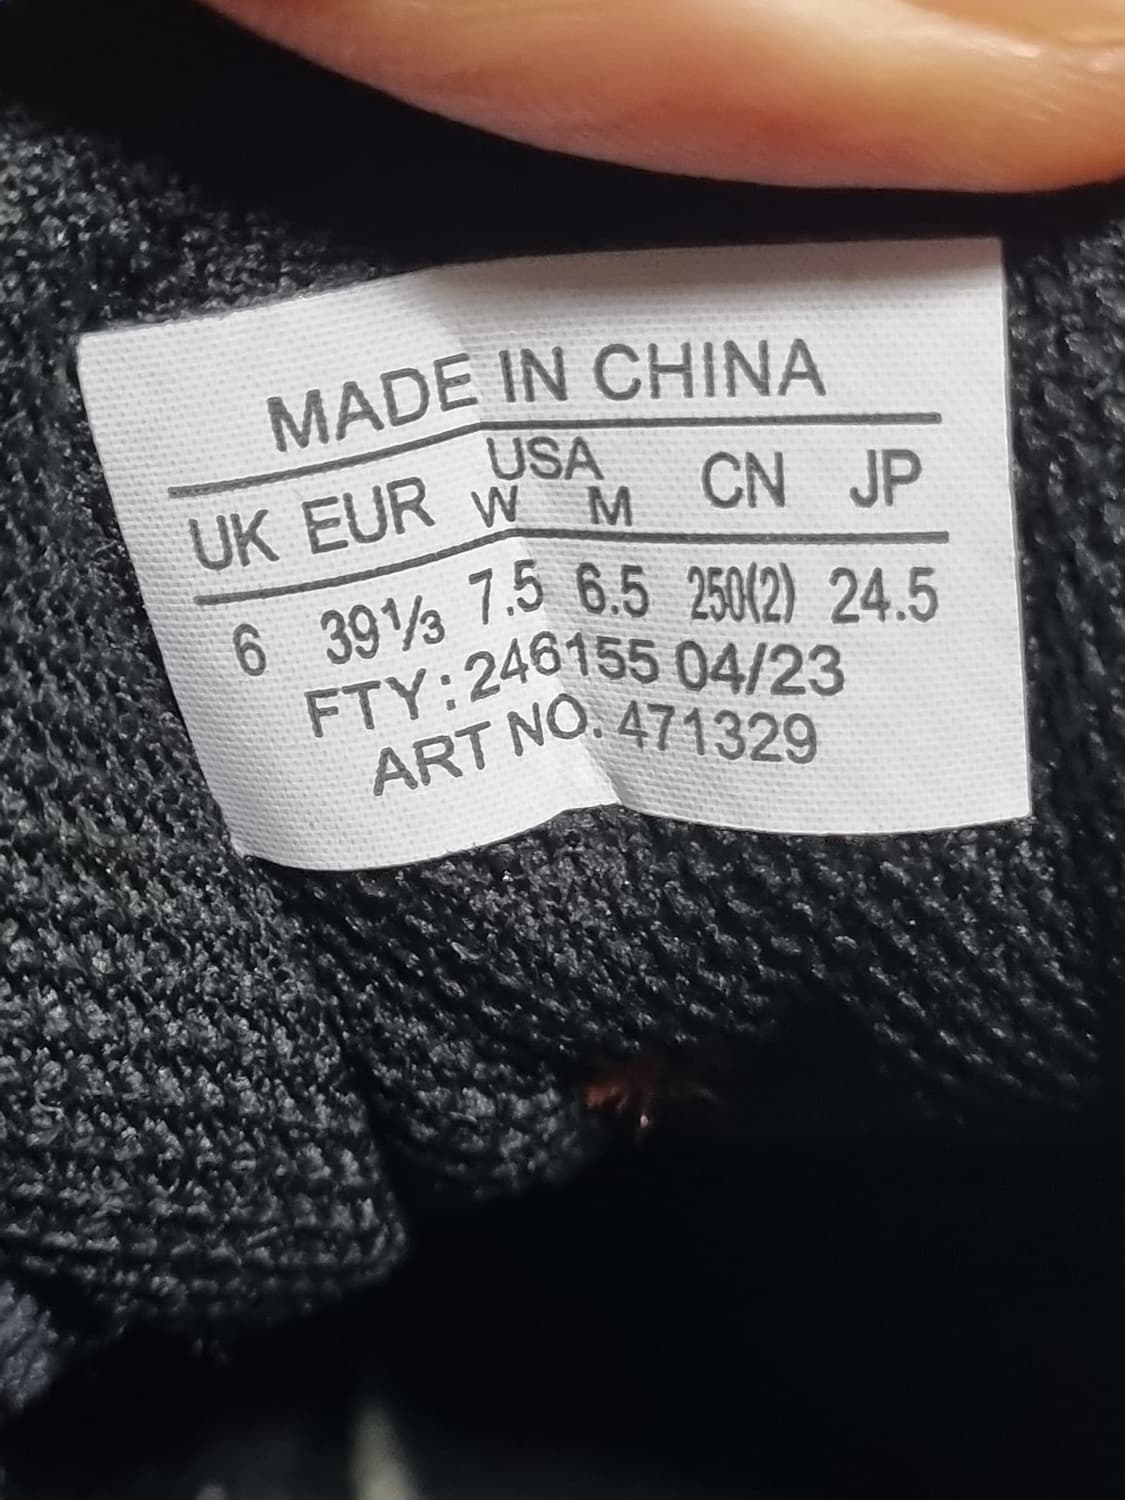 MADE IN CHINA
USA
UK EUR W M CN JP
6 39⅓ 7.5 6.5 250(2) 24.5
FTY: 246155 04/23
ART NO. 471329